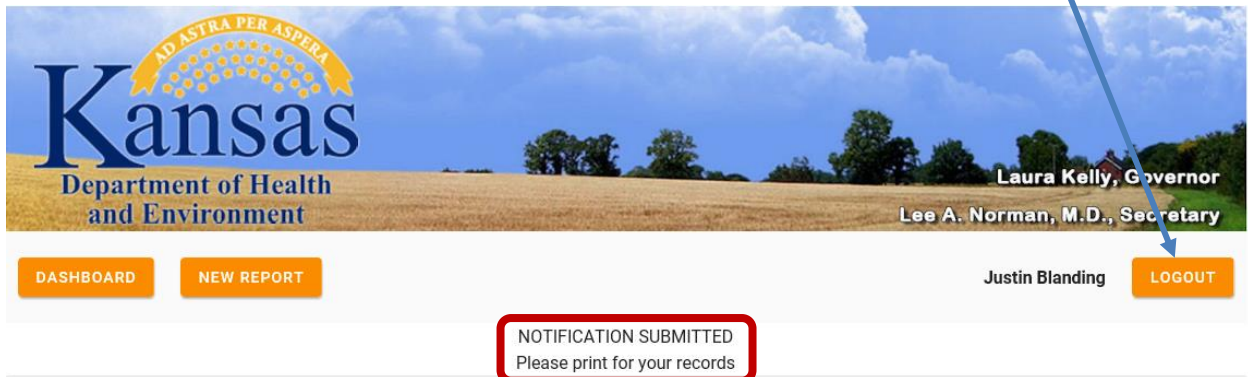 AD ASTRA PER ASPERA
Kansas
Department of Health
and Environment
Laura Kelly, Governor
Lee A. Norman, M.D., Secretary
DASHBOARD NEW REPORT Justin Blanding LOGOUT
NOTIFICATION SUBMITTED
Please print for your records